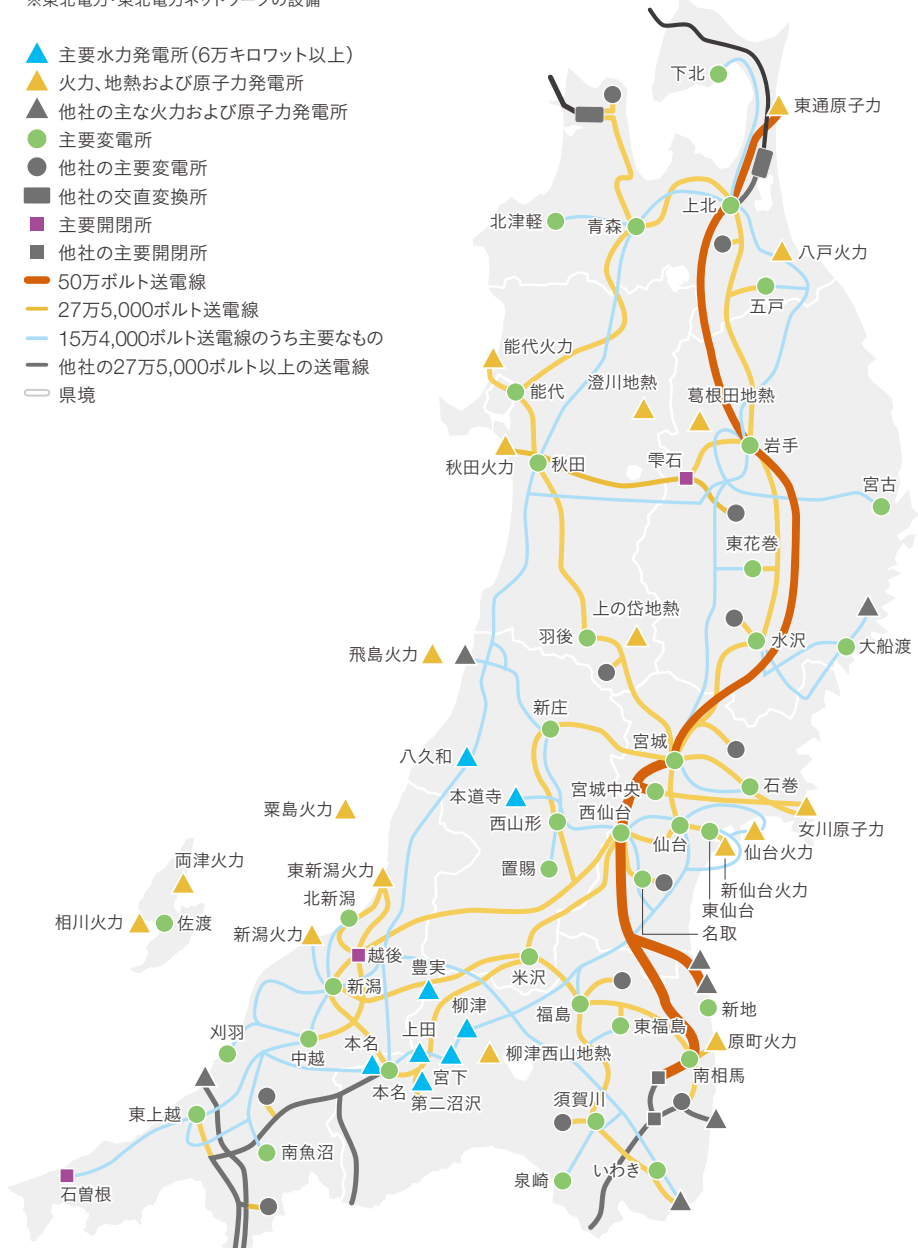 ※東北電力・東北電力ネットワークの設備
主要水力発電所(6万キロワット以上)
火力、地熱および原子力発電所
他社の主な火力および原子力発電所
主要変電所
他社の主要変電所
他社の交直変換所
主要開閉所
他社の主要開閉所
50万ボルト送電線
27万5,000ボルト送電線
15万4,000ボルト送電線のうち主要なもの
他社の27万5,000ボルト以上の送電線
県境
下北
東通原子力
上北
北津軽
青森
八戸火力
五戸
能代火力
能代
澄川地熱
葛根田地熱
岩手
秋田火力
秋田
雫石
宮古
東花巻
上の岱地熱
羽後
水沢
大船渡
飛島火力
新庄
宮城
八久和
本道寺
宮城中央
石巻
西山形
西仙台
女川原子力
粟島火力
仙台
仙台火力
両津火力
東新潟火力
置賜
新仙台火力
北新潟
東仙台
相川火力
佐渡
新潟火力
名取
越後
豊実
米沢
新潟
柳津
福島
新地
刈羽
中越
本名
上田
東福島
原町火力
柳津西山地熱
宮下
南相馬
本名
第二沼沢
須賀川
東上越
南魚沼
泉崎
いわき
石曽根